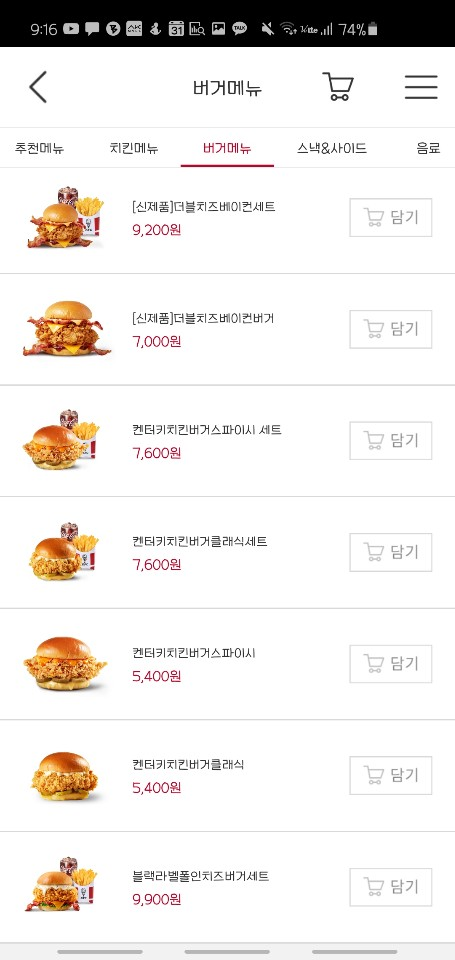 9:16
74%
버거메뉴
추천메뉴 치킨메뉴 버거메뉴 스낵&사이드 음료
[신제품]더블치즈베이컨세트
9,200원
담기
[신제품]더블치즈베이컨버거
7,000원
담기
켄터키치킨버거스파이시 세트
7,600원
담기
켄터키치킨버거클래식세트
7,600원
담기
켄터키치킨버거스파이시
5,400원
담기
켄터키치킨버거클래식
5,400원
담기
블랙라벨폴인치즈버거세트
9,900원
담기